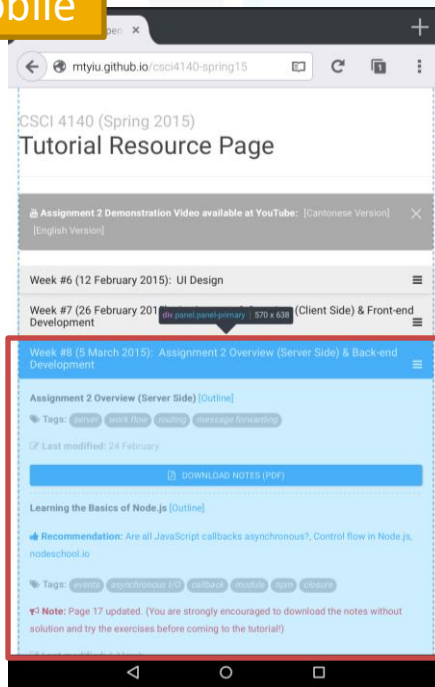 mtyiu.github.io/csci4140-spring15
CSCI 4140 (Spring 2015)
Tutorial Resource Page
Assignment 2 Demonstration Video available at YouTube: [Cantonese Version]
[English Version]
Week #6 (12 February 2015): UI Design
Week #7 (26 February (Client Side) & Front-end
Development
div.panel.panel-primary | 570 x 638
Week #8 (5 March 2015): Assignment 2 Overview (Server Side) & Back-end
Development
Assignment 2 Overview (Server Side) [Outline]
Tags: server work flow routing message forwarding
Last modified: 24 February
DOWNLOAD NOTES (PDF)
Learning the Basics of Node.js [Outline]
Recommendation: Are all JavaScript callbacks asynchronous?, Control flow in Node.js,
nodeschool.io
Tags: events asynchronous I/O callback module npm closure
Note: Page 17 updated. (You are strongly encouraged to download the notes without
solution and try the exercises before coming to the tutorial!)